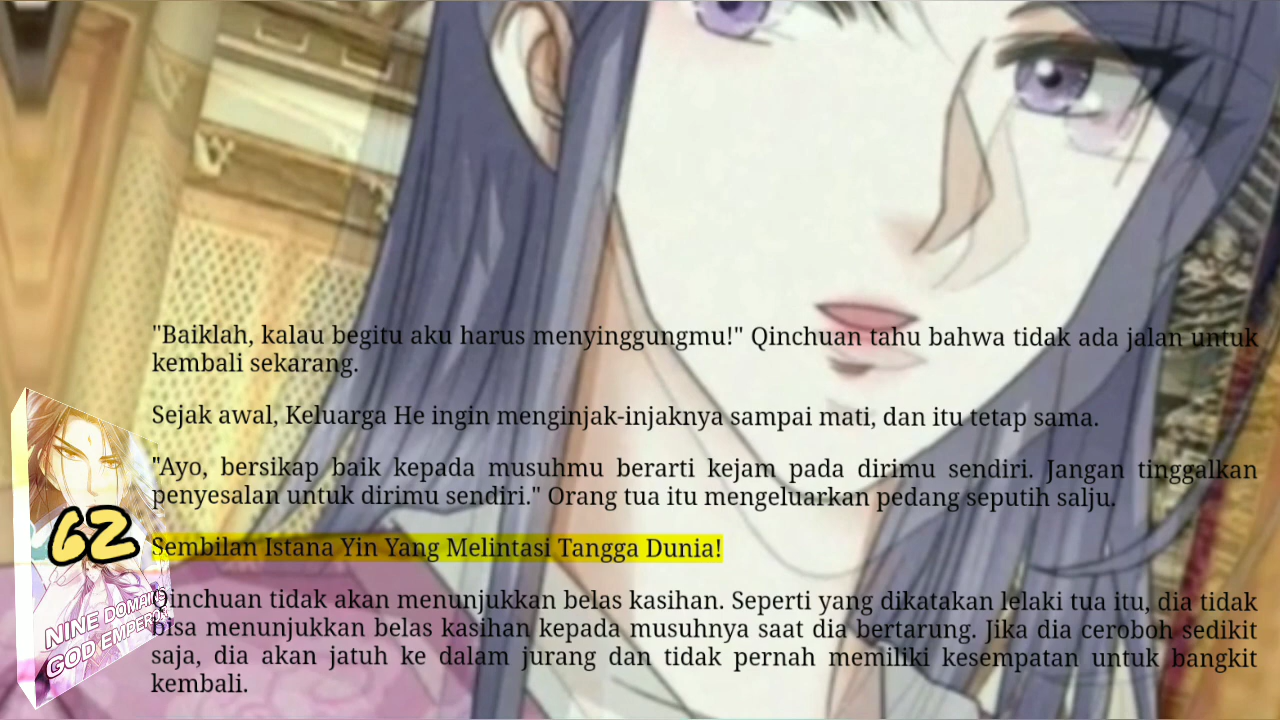 "Baiklah, kalau begitu aku harus menyinggungmu!" Qinchuan tahu bahwa tidak ada jalan untuk
kembali sekarang.
Sejak awal, Keluarga He ingin menginjak-injaknya sampai mati, dan itu tetap sama.
"Ayo, bersikap baik kepada musuhmu berarti kejam pada dirimu sendiri. Jangan tinggalkan
penyesalan untuk dirimu sendiri." Orang tua itu mengeluarkan pedang seputih salju.
Sembilan Istana Yin Yang Melintasi Tangga Dunia!
Qinchuan tidak akan menunjukkan belas kasihan. Seperti yang dikatakan lelaki tua itu, dia tidak
bisa menunjukkan belas kasihan kepada musuhnya saat dia bertarung. Jika dia ceroboh sedikit
saja, dia akan jatuh ke dalam jurang dan tidak pernah memiliki kesempatan untuk bangkit
kembali.
62
NINE DOMAINS
GOD EMPEROR